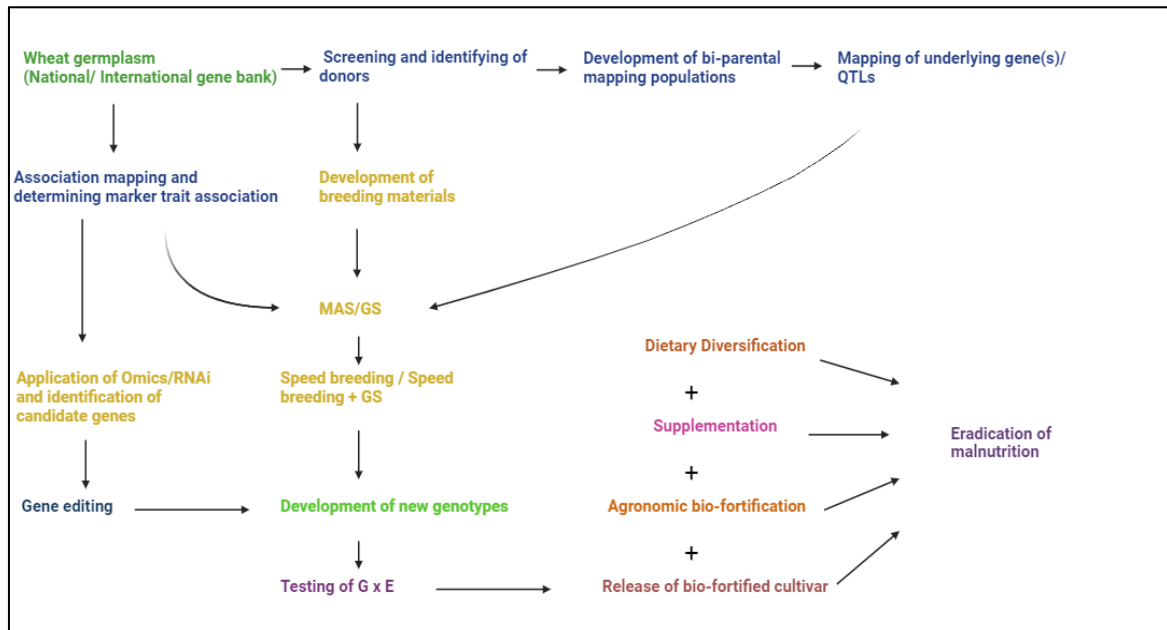 Wheat germplasm
(National/ International gene bank)
Screening and identifying of
donors
Development of bi-parental
mapping populations
Mapping of underlying gene(s)/
QTLs
Association mapping and
determining marker trait association
Development of
breeding materials
MAS/GS
Dietary Diversification
Application of Omics/RNAi
and identification of
candidate genes
Speed breeding / Speed
breeding + GS
+
Supplementation
Eradication of
malnutrition
+
Gene editing
Development of new genotypes
Agronomic bio-fortification
+
Testing of G x E
Release of bio-fortified cultivar